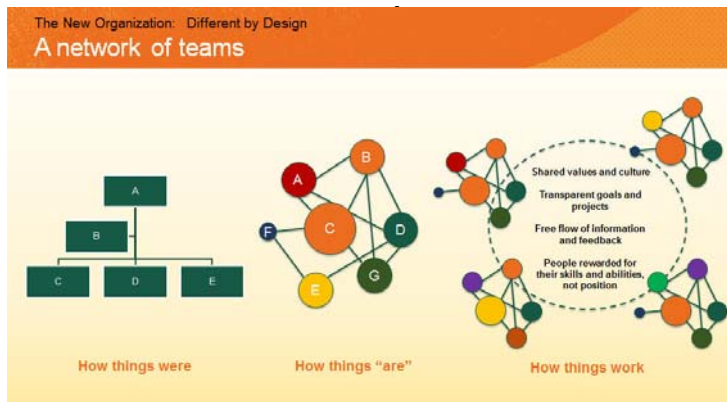 The New Organization: Different by Design
A network of teams
A
B
C
D
E
A
B
C
D
E
F
G
Shared values and culture
Transparent goals and
projects
Free flow of information
and feedback
People rewarded for
their skills and abilities,
not position
How things were
How things “are”
How things work